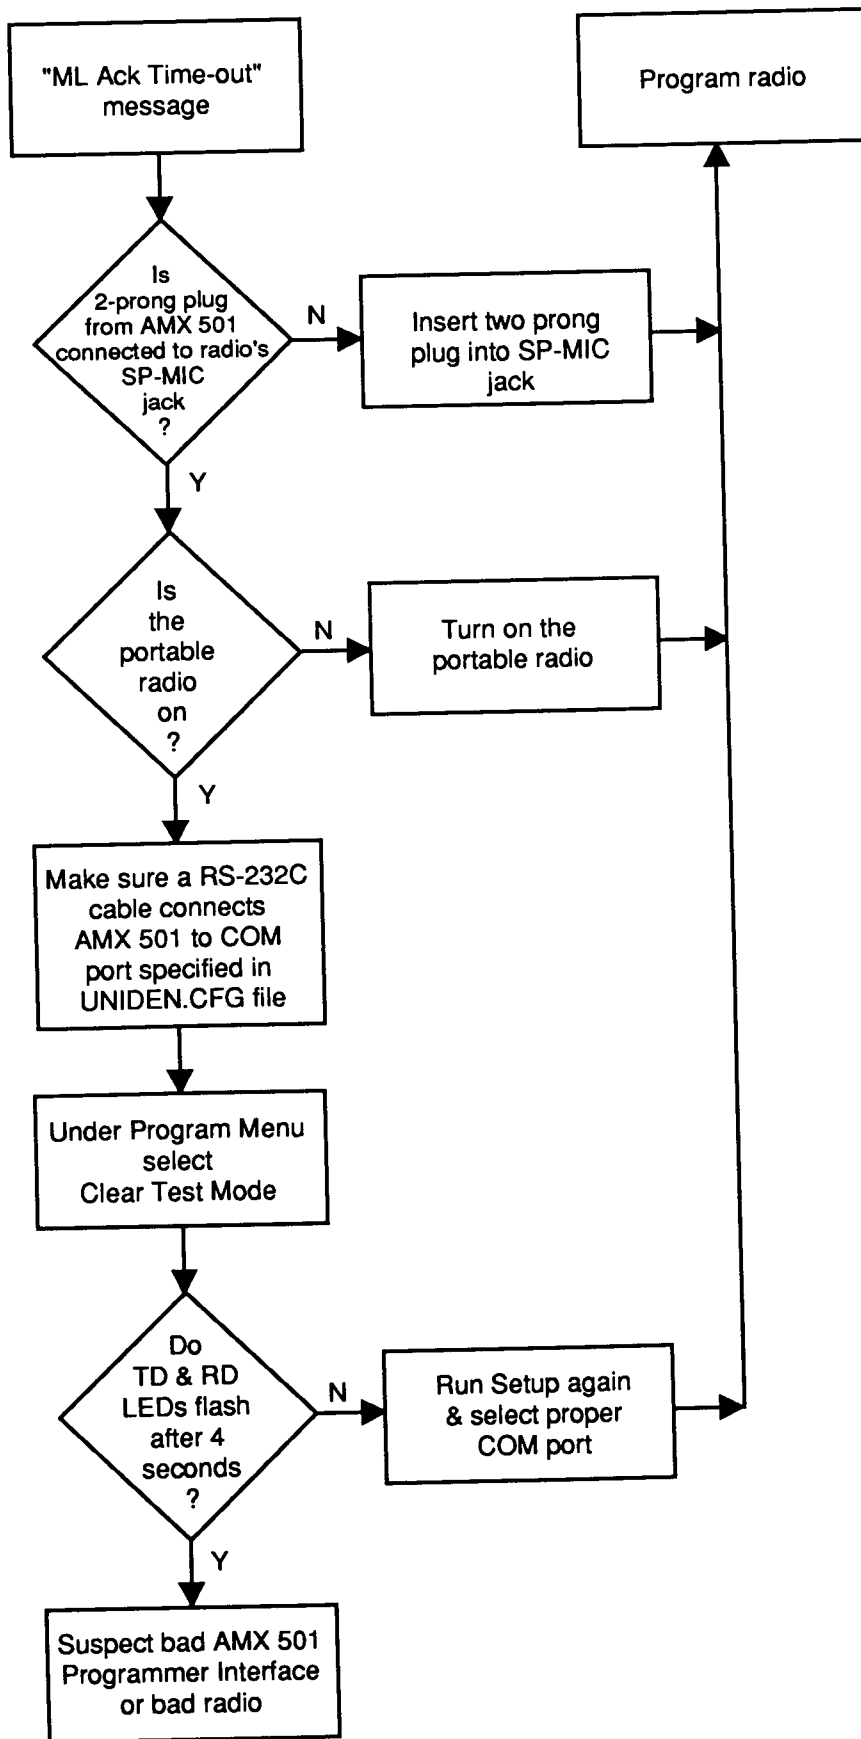 "ML Ack Time-out"
message
Program radio
Is
2-prong plug
from AMX 501
connected to radio's
SP-MIC
jack
?
N
Insert two prong
plug into SP-MIC
jack
Y
Is
the
portable
radio
on
?
N
Turn on the
portable radio
Y
Make sure a RS-232C
cable connects
AMX 501 to COM
port specified in
UNIDEN.CFG file
Under Program Menu
select
Clear Test Mode
Do
TD & RD
LEDs flash
after 4
seconds
?
N
Run Setup again
& select proper
COM port
Y
Suspect bad AMX 501
Programmer Interface
or bad radio